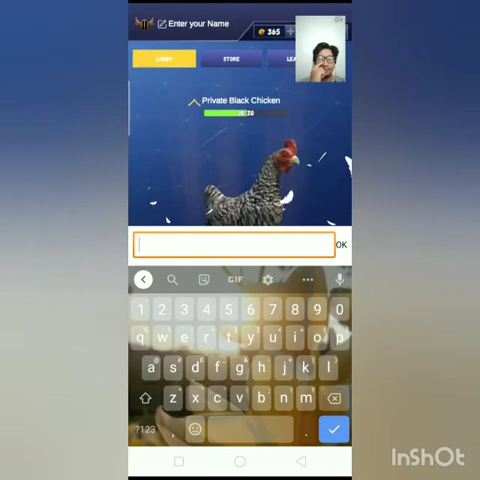 Enter your Name
365
LOBBY
STORE
LEA
Private Black Chicken
OK
GIF
1 2 3 4 5 6 7 8 9 0
q w e r t y u i o p
a s d f g h j k l
z x c v b n m
?123 , .
InShOt